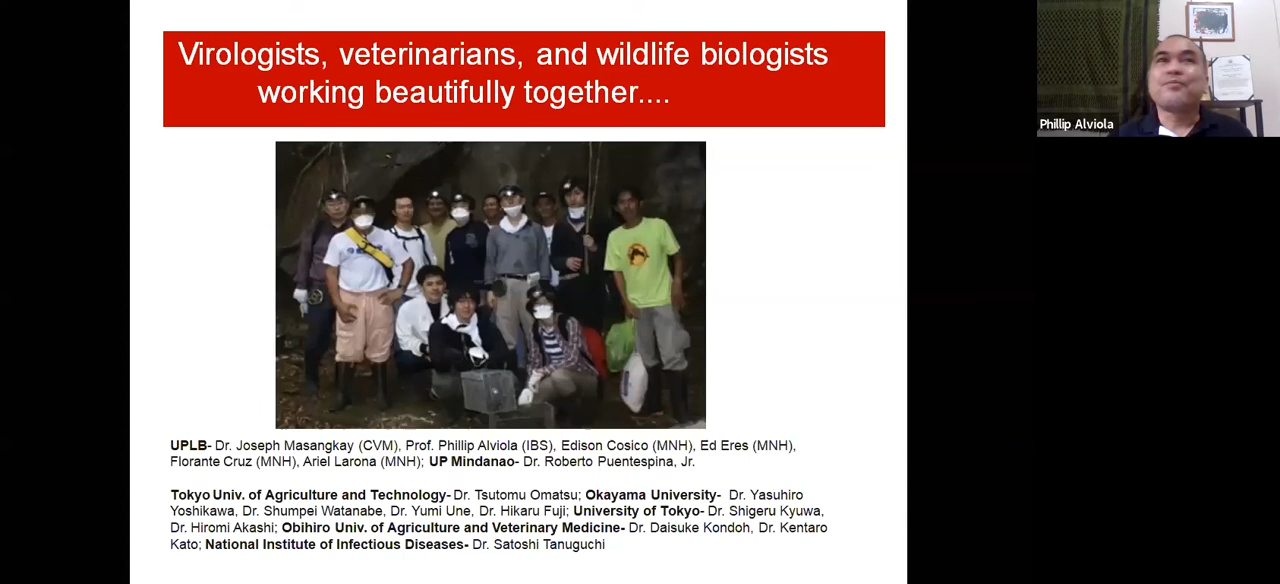 Virologists, veterinarians, and wildlife biologists
working beautifully together....
Phillip Alviola
UPLB- Dr. Joseph Masangkay (CVM), Prof. Phillip Alviola (IBS), Edison Cosico (MNH), Ed Eres (MNH),
Florante Cruz (MNH), Ariel Larona (MNH); UP Mindanao- Dr. Roberto Puentespina, Jr.
Tokyo Univ. of Agriculture and Technology- Dr. Tsutomu Omatsu; Okayama University- Dr. Yasuhiro
Yoshikawa, Dr. Shumpei Watanabe, Dr. Yumi Une, Dr. Hikaru Fuji; University of Tokyo- Dr. Shigeru Kyuwa,
Dr. Hiromi Akashi; Obihiro Univ. of Agriculture and Veterinary Medicine- Dr. Daisuke Kondoh, Dr. Kentaro
Kato; National Institute of Infectious Diseases- Dr. Satoshi Tanuguchi